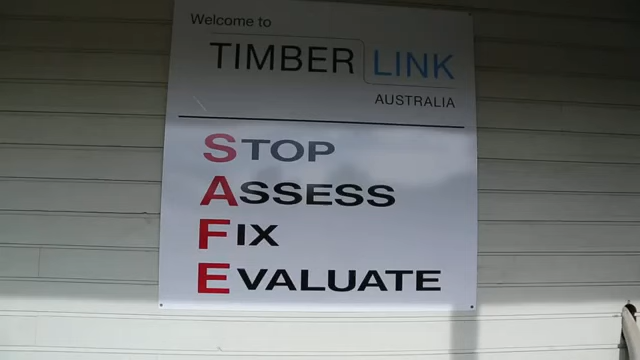 Welcome to
TIMBER LINK
AUSTRALIA
STOP
ASSESS
FIX
EVALUATE